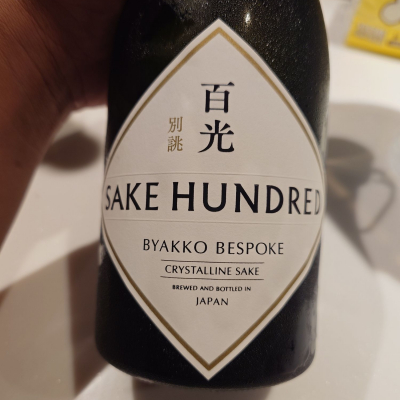 百光
別誂
SAKE HUNDRED
BYAKKO BESPOKE
CRYSTALLINE SAKE
BREWED AND BOTTLED IN
JAPAN